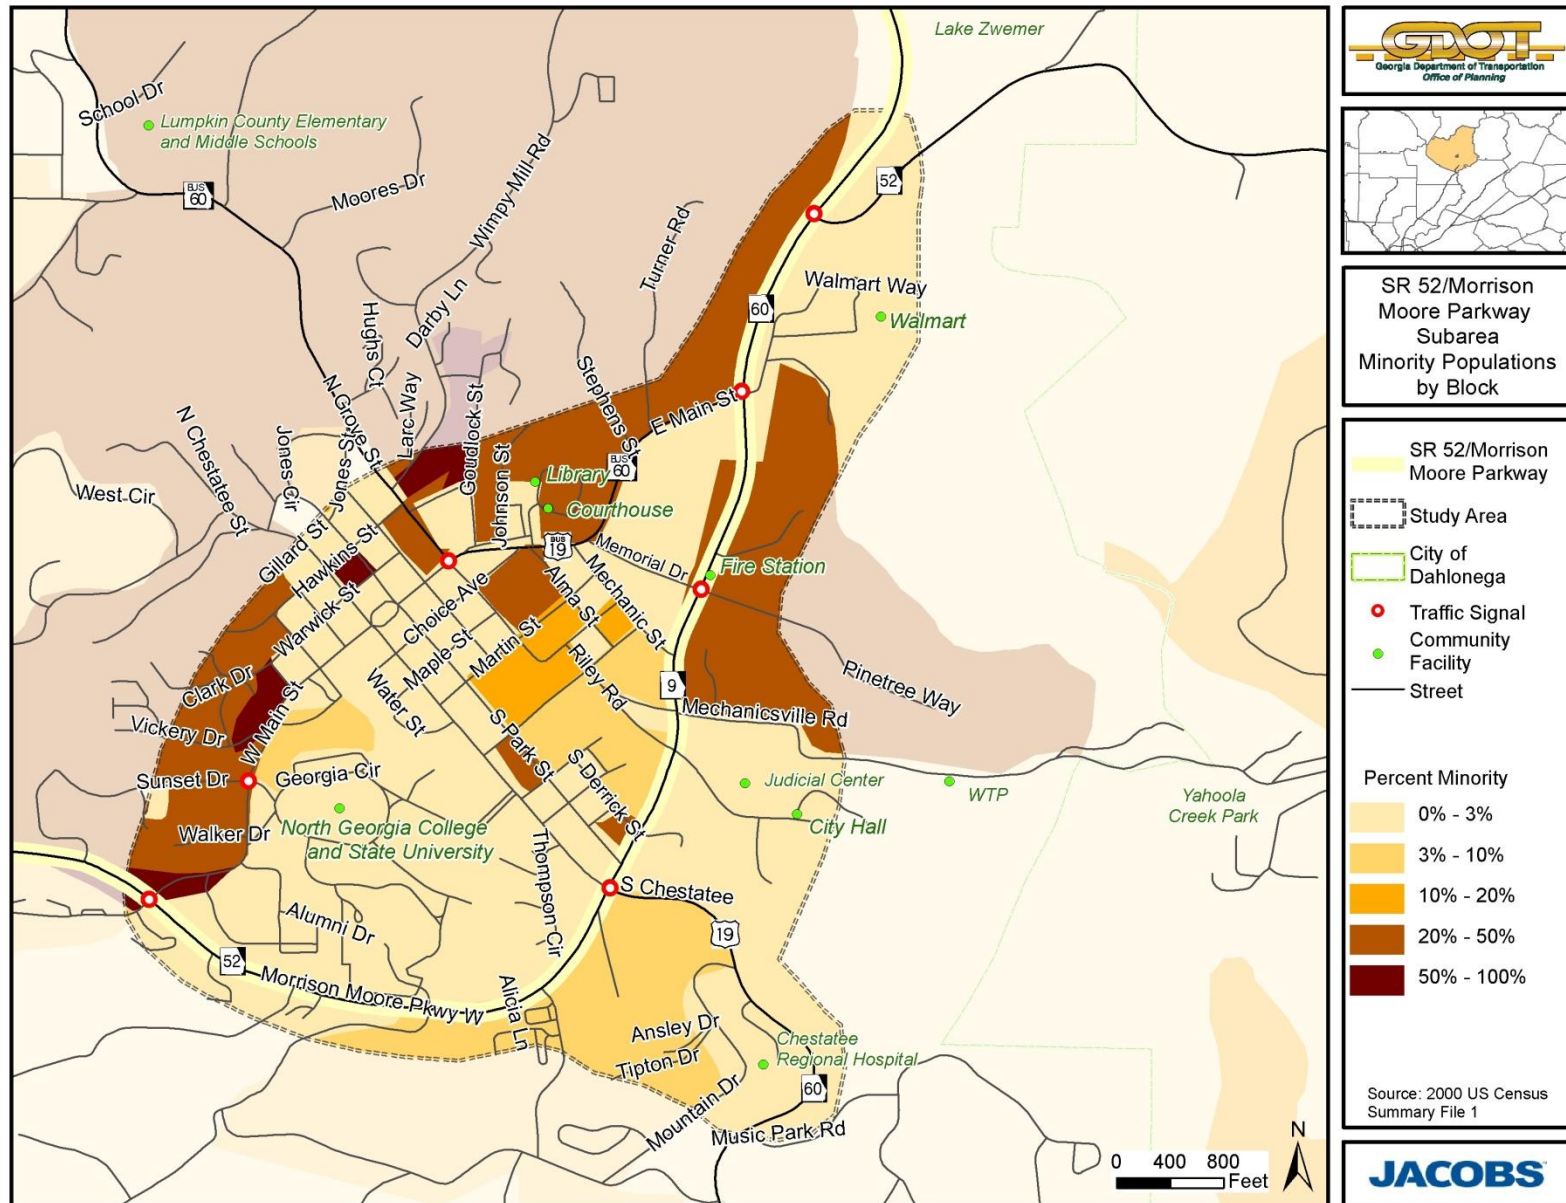 Lake Zwemer
School Dr
Lumpkin County Elementary
and Middle Schools
BUS
60
Moores Dr
Wimpy Mill Rd
Turner Rd
52
60
Walmart Way
Walmart
Hughs Ct
Darby Ln
Larc Way
Goudlock St
Stephens St
E Main St
BUS
60
N Grove St
N Chestatee St
Jones Cir
Jones St
Johnson St
Library
Courthouse
West Cir
Gillard St
Hawkins St
Warwick St
BUS
19
Memorial Dr
Fire Station
Choice Ave
Alma St
Mechanic St
Maple St
Martin St
Riley Rd
Pinetree Way
Clark Dr
W Main St
Water St
9
Mechanicsville Rd
Vickery Dr
S Park St
S Derrick St
Sunset Dr
Georgia Cir
Judicial Center
WTP
Yahoola
Creek Park
City Hall
Walker Dr
North Georgia College
and State University
Thompson Cir
S Chestatee
19
Alumni Dr
52
Morrison Moore Pkwy W
Alicia Ln
Ansley Dr
Tipton Dr
Chestatee
Regional Hospital
60
Mountain Dr
Music Park Rd
0 400 800
Feet
N
GDOT
Georgia Department of Transportation
Office of Planning
SR 52/Morrison
Moore Parkway
Subarea
Minority Populations
by Block
SR 52/Morrison
Moore Parkway
Study Area
City of
Dahlonega
Traffic Signal
Community
Facility
Street
Percent Minority
0% - 3%
3% - 10%
10% - 20%
20% - 50%
50% - 100%
Source: 2000 US Census
Summary File 1
JACOBS